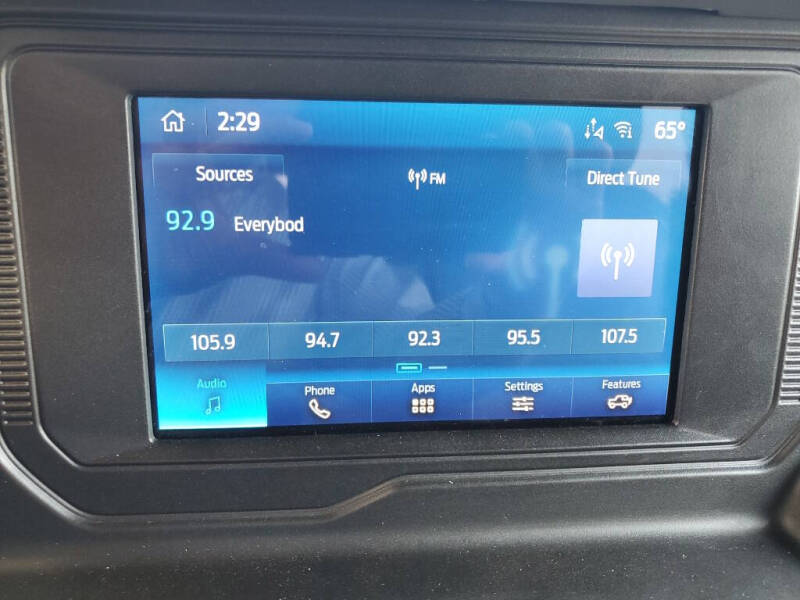 2:29 65°
Sources FM Direct Tune
92.9 Everybod
105.9 94.7 92.3 95.5 107.5
Audio Phone Apps Settings Features